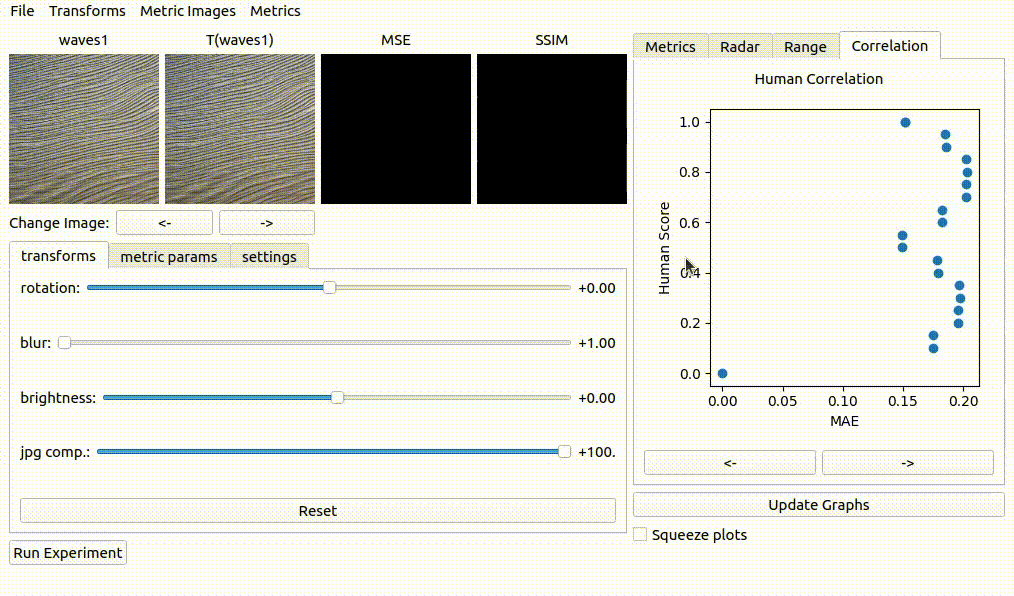 File Transforms Metric Images Metrics
waves1 T(waves1) MSE SSIM
Change Image: <- ->
transforms metric params settings
rotation: +0.00
blur: +1.00
brightness: +0.00
jpg comp.: +100.
Reset
Run Experiment
Metrics Radar Range Correlation
Human Correlation
Human Score
1.0
0.8
0.6
0.4
0.2
0.0
0.00 0.05 0.10 0.15 0.20
MAE
<- ->
Update Graphs
Squeeze plots